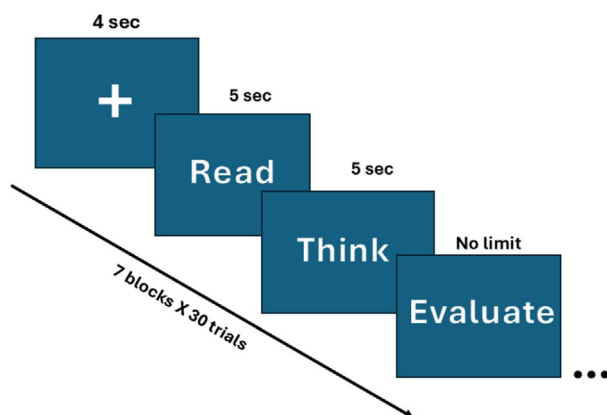 4 sec
+
5 sec
Read
5 sec
Think
No limit
Evaluate
7 blocks X 30 trials
...